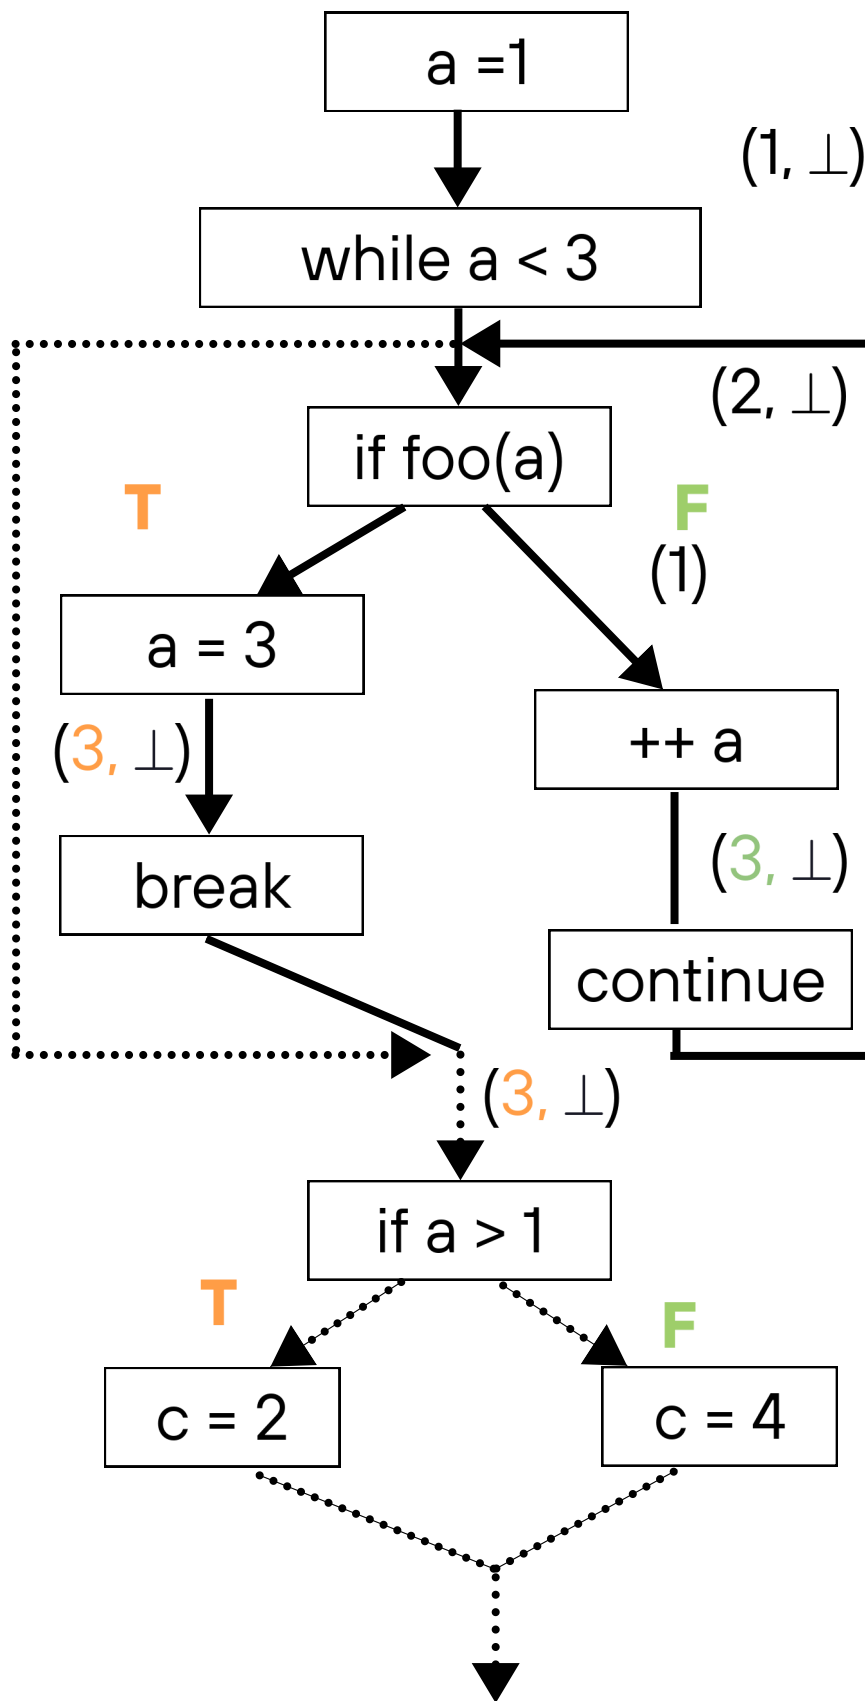 a =1
(1, ⊥)
while a < 3
(2, ⊥)
if foo(a)
T
F
(1)
a = 3
++ a
(3, ⊥)
break
(3, ⊥)
continue
(3, ⊥)
if a > 1
T
F
c = 2
c = 4